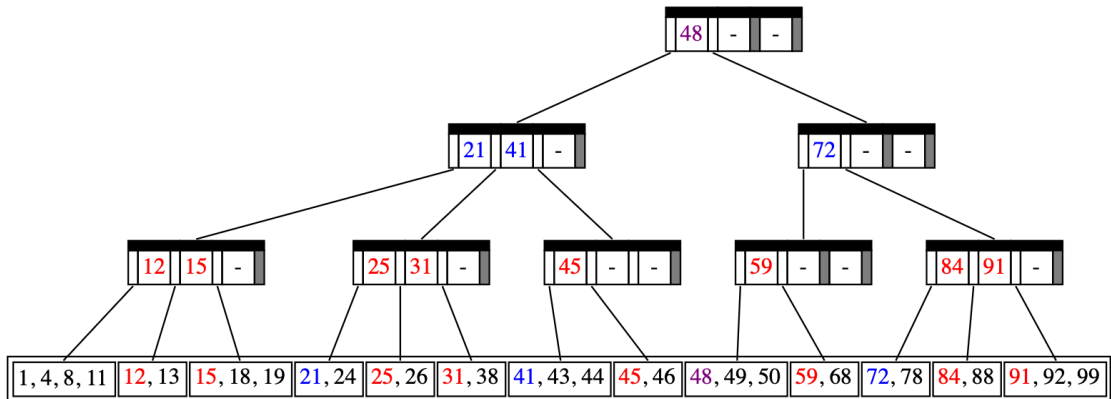 48 - -
21 41 - 72 - -
12 15 - 25 31 - 45 - - 59 - - 84 91 -
1, 4, 8, 11 12, 13 15, 18, 19 21, 24 25, 26 31, 38 41, 43, 44 45, 46 48, 49, 50 59, 68 72, 78 84, 88 91, 92, 99